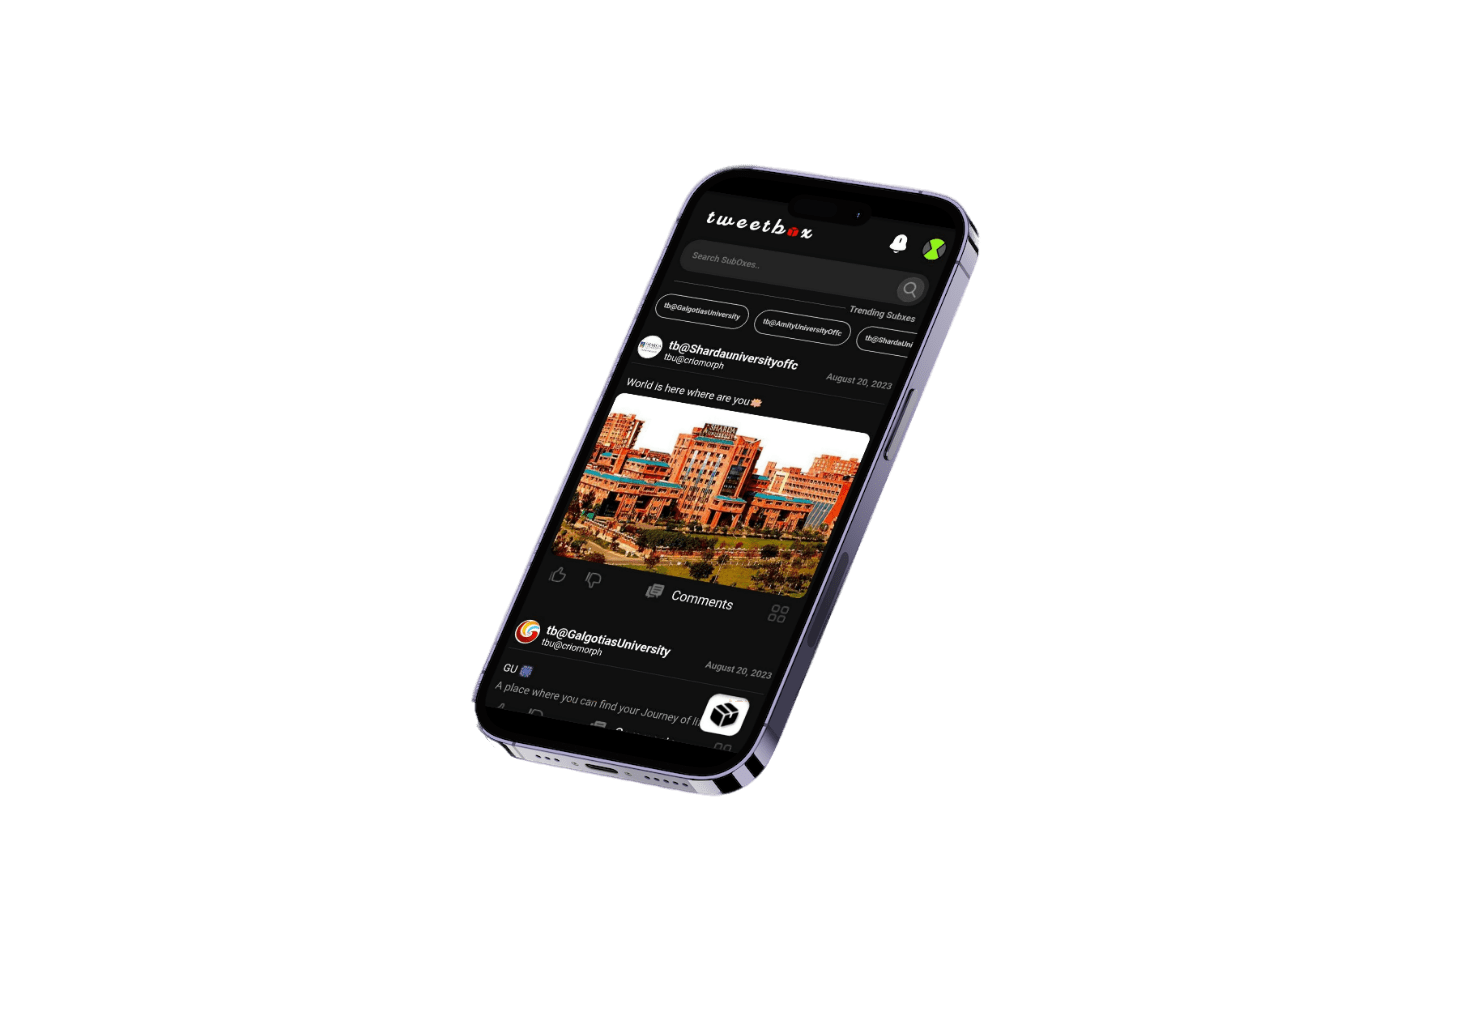 tweetbox
Search SubOxes..
Trending Subxes
tb@GalgotiasUniversity
tb@AmityUniversityOffc
tb@ShardaUni
tb@Shardauniversityoffc
tbu@criomorph
August 20, 2023
World is here where are you
SHARDA
Comments
tb@GalgotiasUniversity
tbu@criomorph
August 20, 2023
GU
A place where you can find your Journey of li